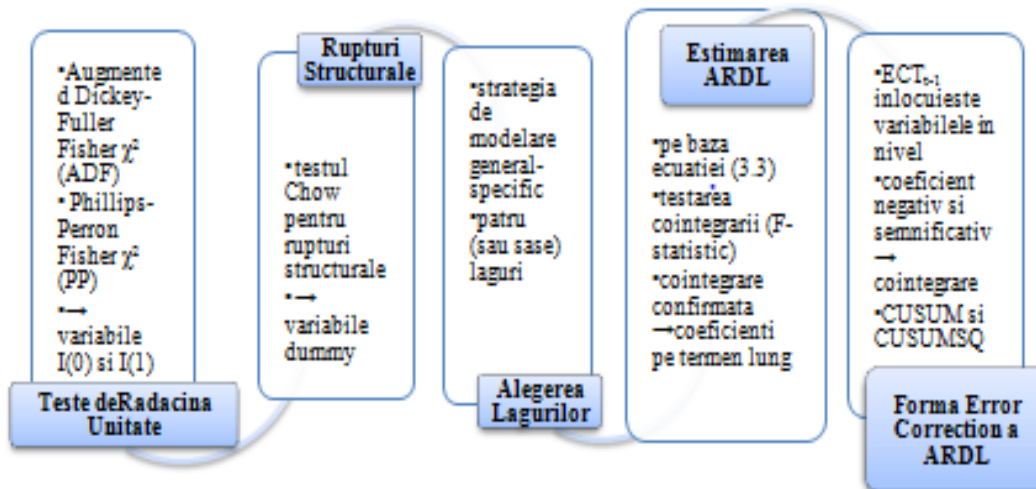 •Augmente
d Dickey-
Fuller
Fisher χ²
(ADF)
• Phillips-
Perron
Fisher χ²
(PP)
•→
variabile
I(0) si I(1)
Teste deRadacina
Unitate
Rupturi
Structurale
•testul
Chow
pentru
rupturi
structurale
•→
variabile
dummy
•strategia
de
modelare
general-
specific
•patru
(sau sase)
laguri
Alegerea
Lagurilor
Estimarea
ARDL
•pe baza
ecuatiei (3.3)
•testarea
cointegrarii (F-
statistic)
•cointegrare
confirmata
→coeficienti
pe termen lung
•ECTₜ₋₁
inlocuieste
variabilele in
nivel
•coeficient
negativ si
semnificativ
→
cointegrare
•CUSUM si
CUSUMSQ
Forma Error
Correction a
ARDL